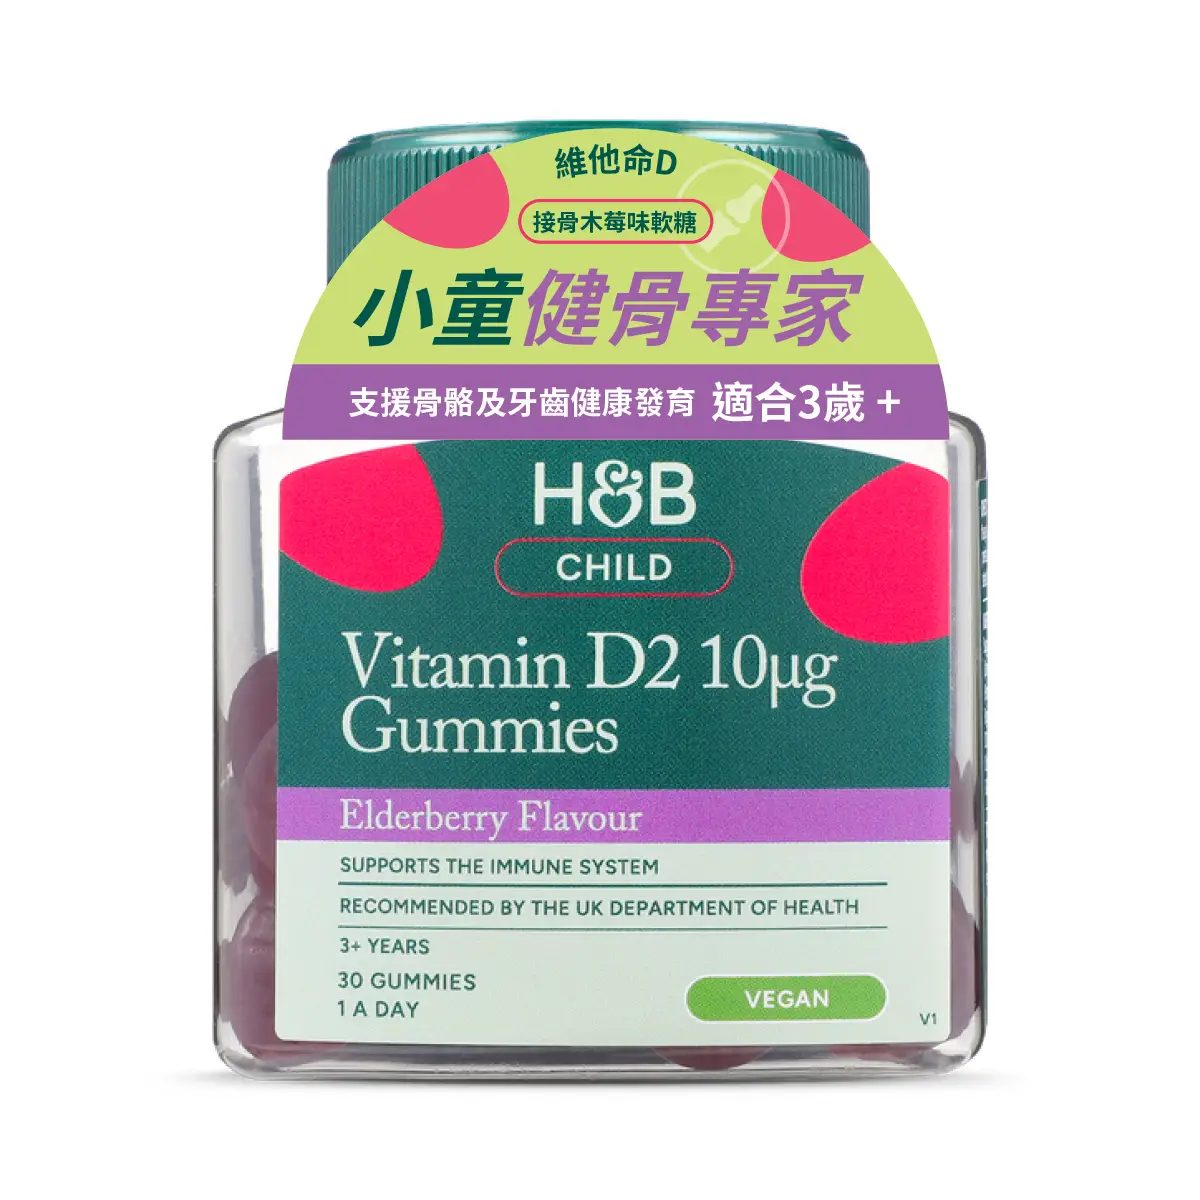 維他命D
接骨木莓味軟糖
小童健骨專家
支援骨骼及牙齒健康發育 適合3歲 +
H&B
CHILD
Vitamin D2 10µg
Gummies
Elderberry Flavour
SUPPORTS THE IMMUNE SYSTEM
RECOMMENDED BY THE UK DEPARTMENT OF HEALTH
3+ YEARS
30 GUMMIES
1 A DAY
VEGAN
V1